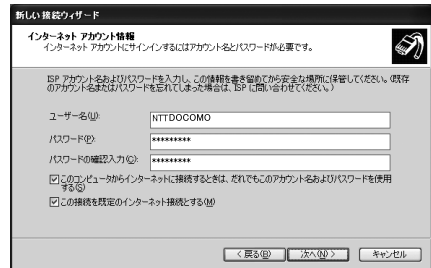 新しい接続ウィザード
インターネット アカウント情報
インターネット アカウントにサインインするにはアカウント名とパスワードが必要です。
ISP アカウント名およびパスワードを入力し、この情報を書き留めてから安全な場所に保管してください。(既存
のアカウント名またはパスワードを忘れてしまった場合は、ISP に問い合わせてください。)
ユーザー名(U): NTTDOCOMO
パスワード(P): *********
パスワードの確認入力(C): *********
このコンピュータからインターネットに接続するときは、だれでもこのアカウント名およびパスワードを使用
する(S)
この接続を既定のインターネット接続とする(M)
< 戻る(B) 次へ(N) > キャンセル